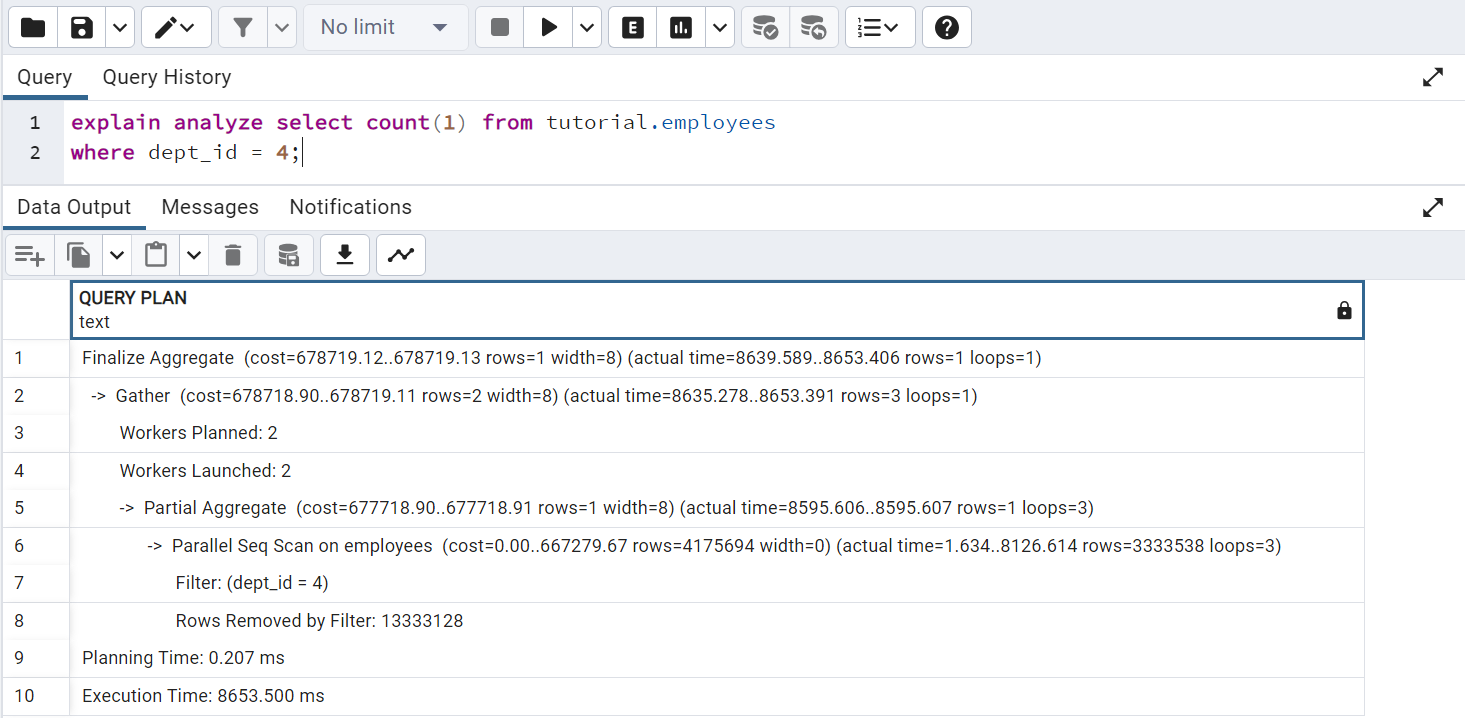 No limit
E
Query Query History
1 explain analyze select count(1) from tutorial.employees
2 where dept_id = 4;
Data Output Messages Notifications
QUERY PLAN
text
1 Finalize Aggregate (cost=678719.12..678719.13 rows=1 width=8) (actual time=8639.589..8653.406 rows=1 loops=1)
2 -> Gather (cost=678718.90..678719.11 rows=2 width=8) (actual time=8635.278..8653.391 rows=3 loops=1)
3 Workers Planned: 2
4 Workers Launched: 2
5 -> Partial Aggregate (cost=677718.90..677718.91 rows=1 width=8) (actual time=8595.606..8595.607 rows=1 loops=3)
6 -> Parallel Seq Scan on employees (cost=0.00..667279.67 rows=4175694 width=0) (actual time=1.634..8126.614 rows=3333538 loops=3)
7 Filter: (dept_id = 4)
8 Rows Removed by Filter: 13333128
9 Planning Time: 0.207 ms
10 Execution Time: 8653.500 ms